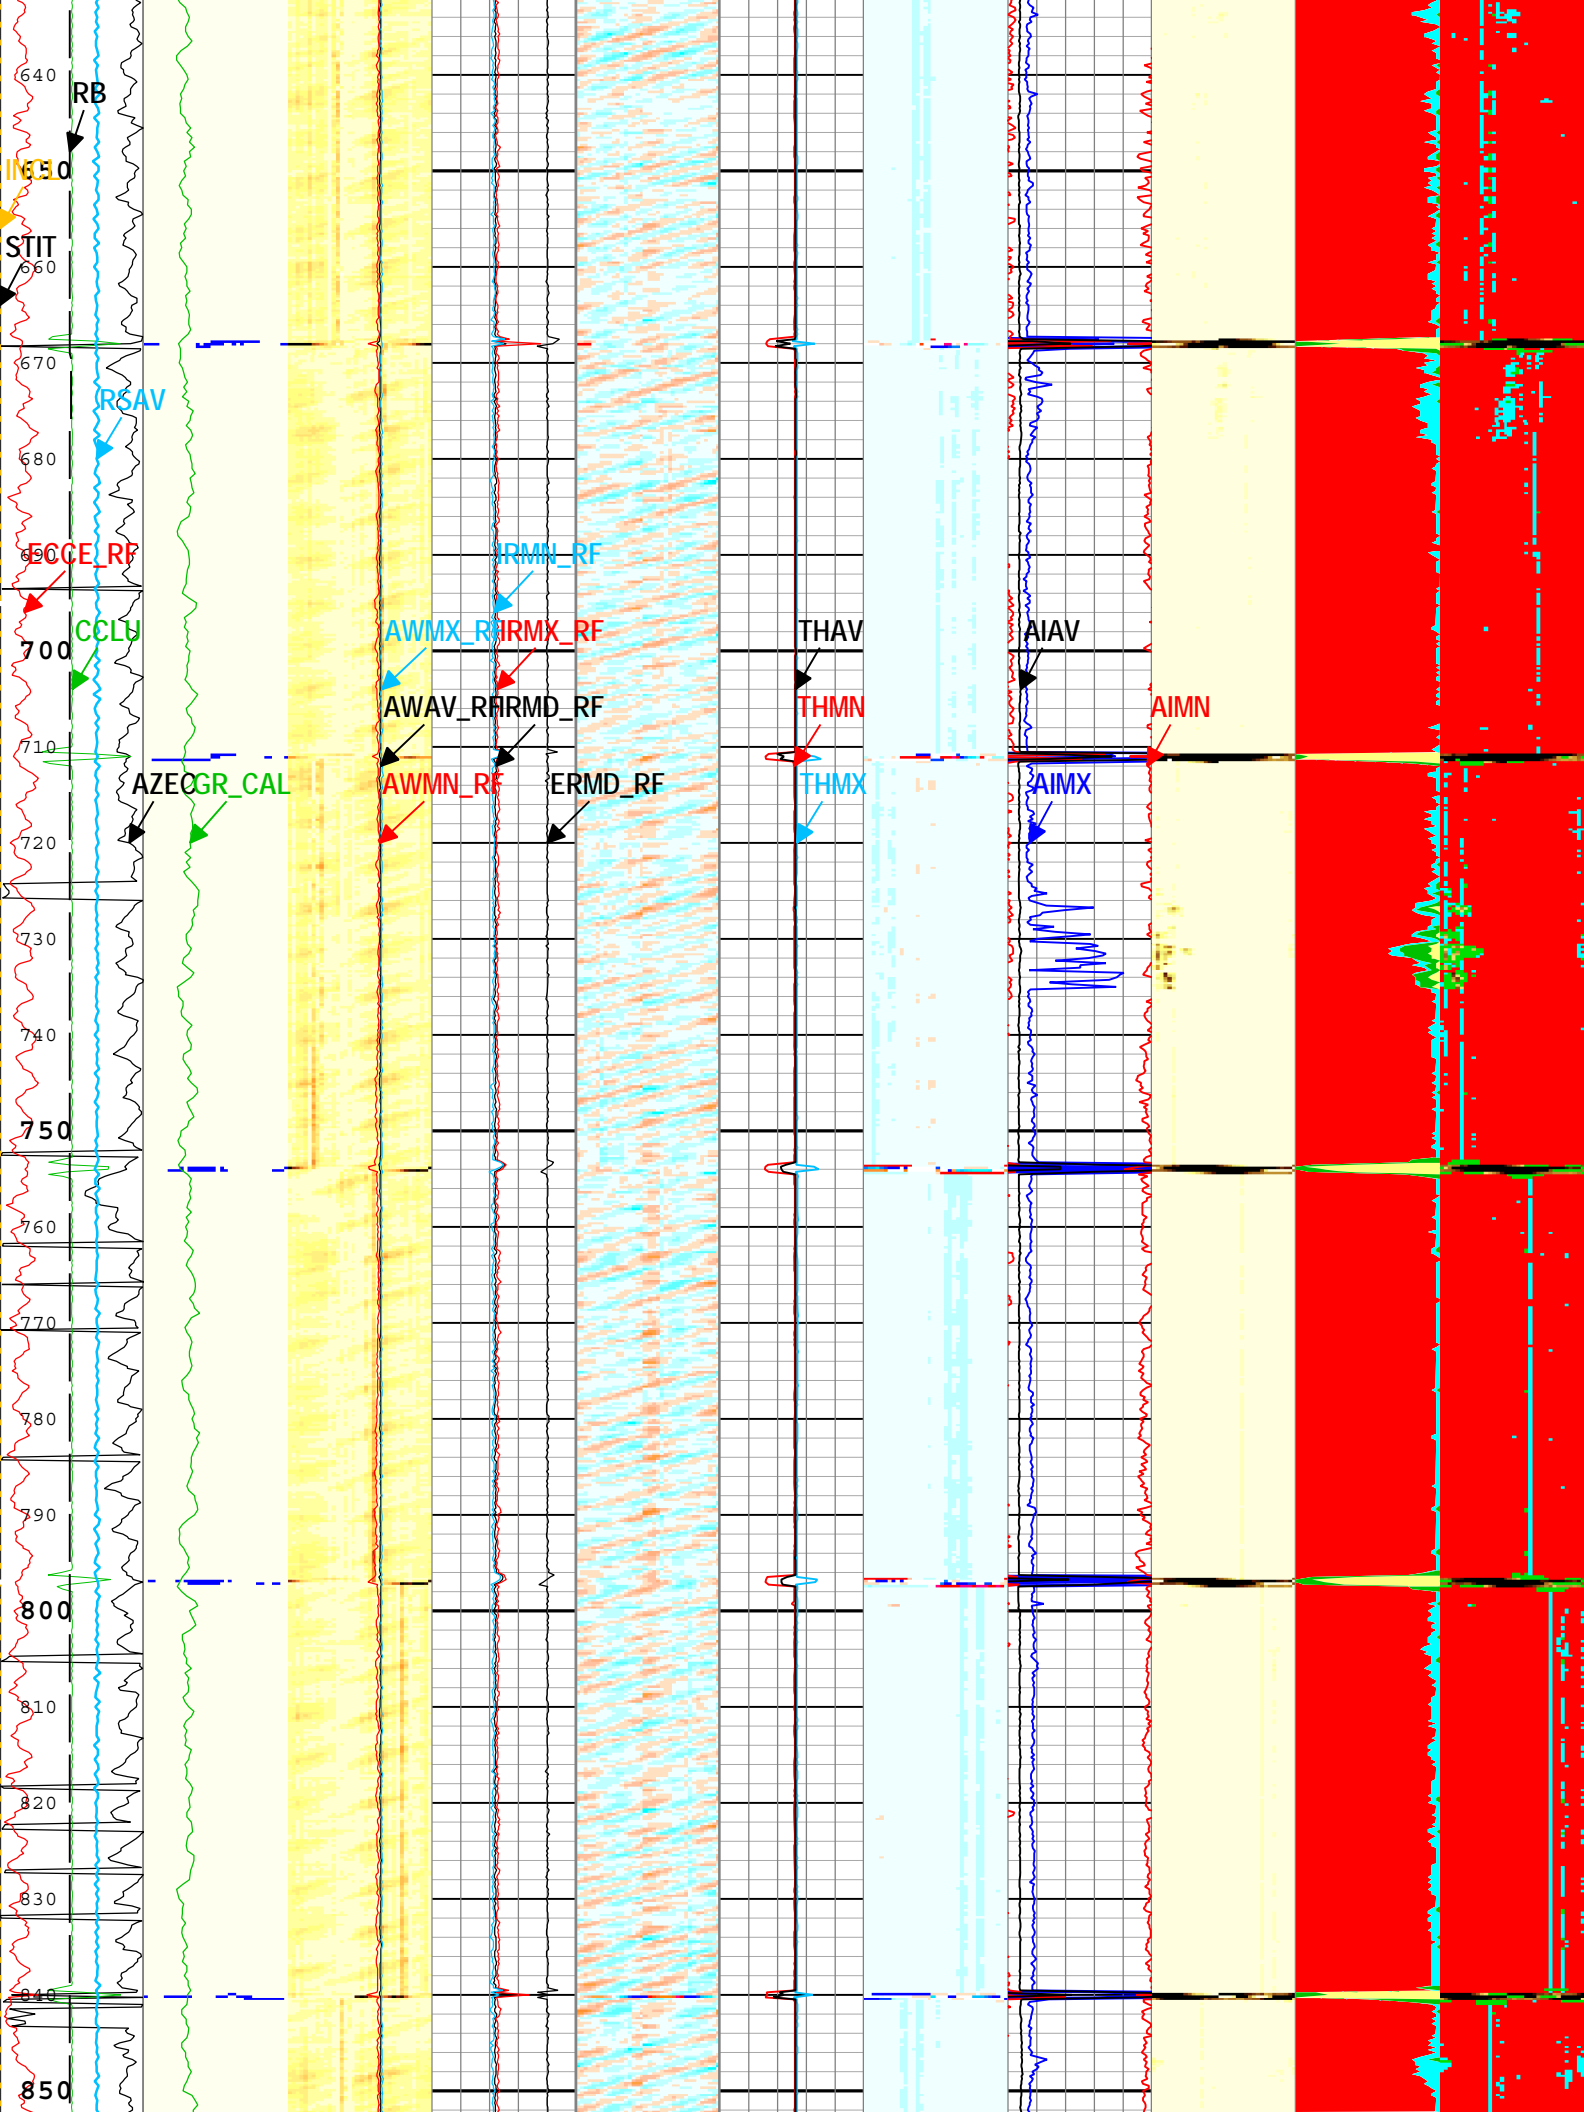 640
RB
INCL 650
STIT
660
670
RSAV
680
690 ECCE_RF IRMN_RF
CCLU AWMX_RF IRMX_RF THAV AIAV
700
AWAV_RF IRMD_RF THMN AIMN
710
AZEC GR_CAL AWMN_RF ERMD_RF THMX AIMX
720
730
740
750
760
770
780
790
800
810
820
830
840
850